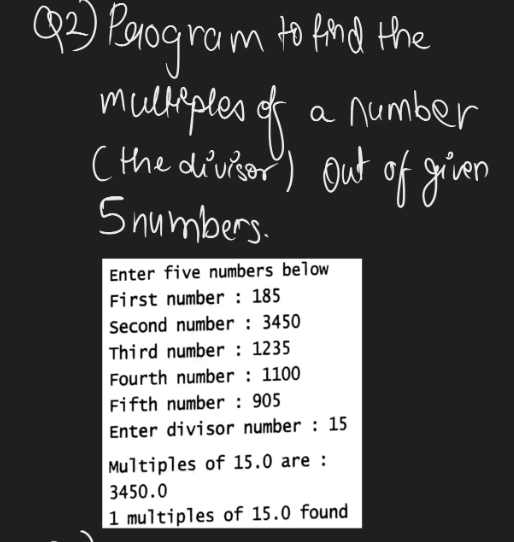 Q2) Program to find the
multiples of a number
(the divisor) out of given
5 numbers.
Enter five numbers below
First number : 185
Second number : 3450
Third number : 1235
Fourth number : 1100
Fifth number : 905
Enter divisor number : 15
Multiples of 15.0 are :
3450.0
1 multiples of 15.0 found